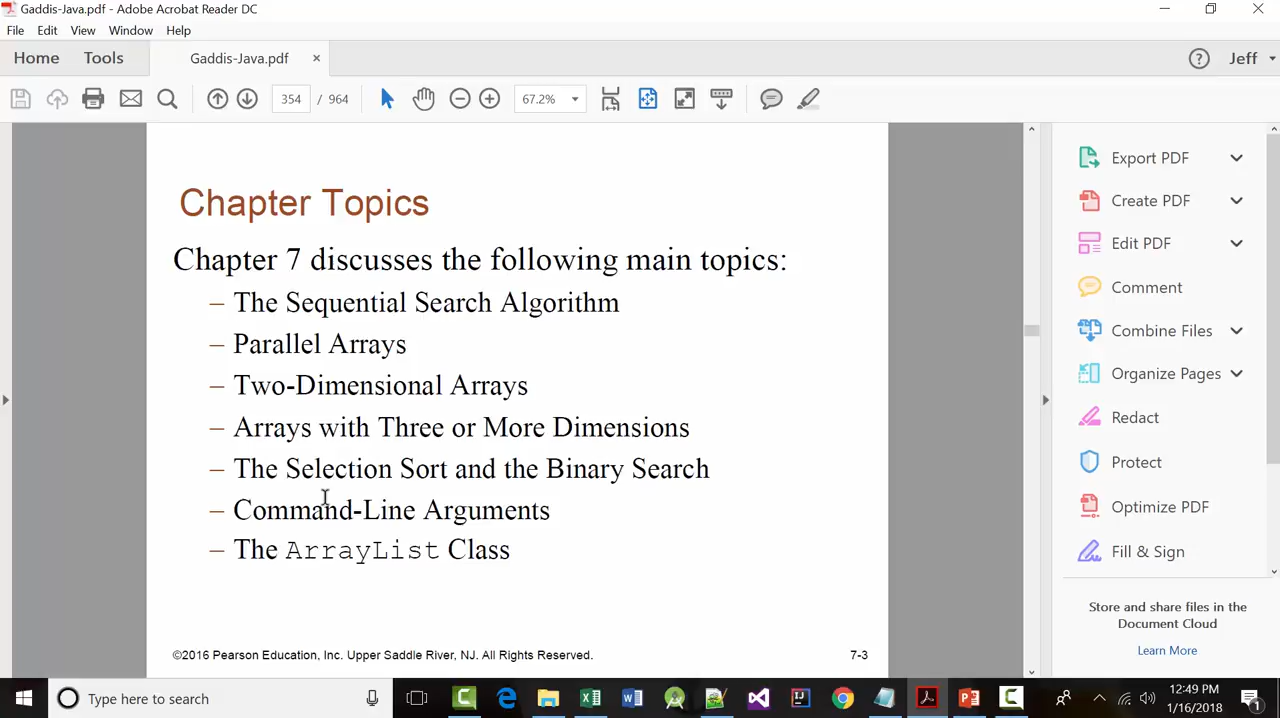 Gaddis-Java.pdf - Adobe Acrobat Reader DC
File Edit View Window Help
Home Tools Gaddis-Java.pdf × Jeff
354 / 964 67.2%
Chapter Topics
Chapter 7 discusses the following main topics:
– The Sequential Search Algorithm
– Parallel Arrays
– Two-Dimensional Arrays
– Arrays with Three or More Dimensions
– The Selection Sort and the Binary Search
– Command-Line Arguments
– The ArrayList Class
©2016 Pearson Education, Inc. Upper Saddle River, NJ. All Rights Reserved. 7-3
Export PDF
Create PDF
Edit PDF
Comment
Combine Files
Organize Pages
Redact
Protect
Optimize PDF
Fill & Sign
Store and share files in the
Document Cloud
Learn More
Type here to search
12:49 PM
1/16/2018